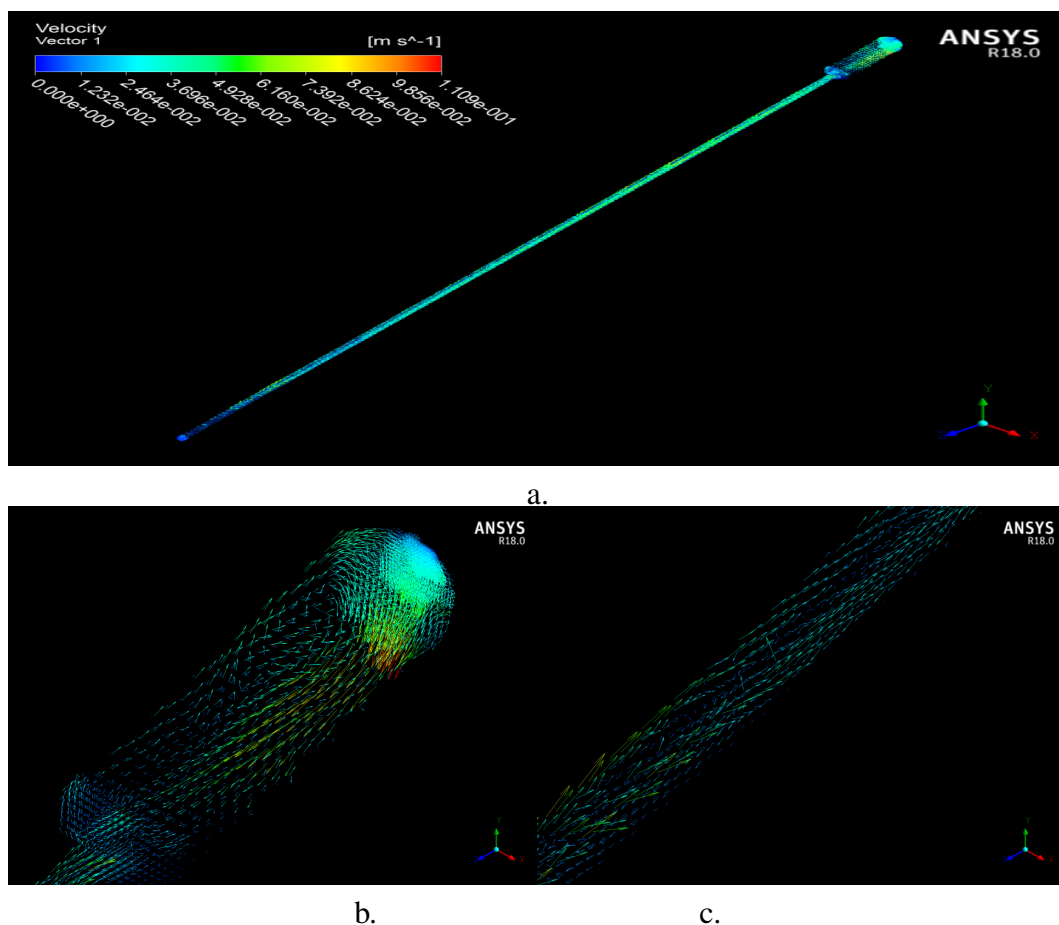 Velocity
Vector 1
[m s^-1]
0.000e+000
1.232e-002
2.464e-002
3.696e-002
4.928e-002
6.160e-002
7.392e-002
8.624e-002
9.856e-002
1.109e-001
ANSYS
R18.0
Y
Z
X
a.
ANSYS
R18.0
Y
Z
X
ANSYS
R18.0
Y
Z
X
b.
c.